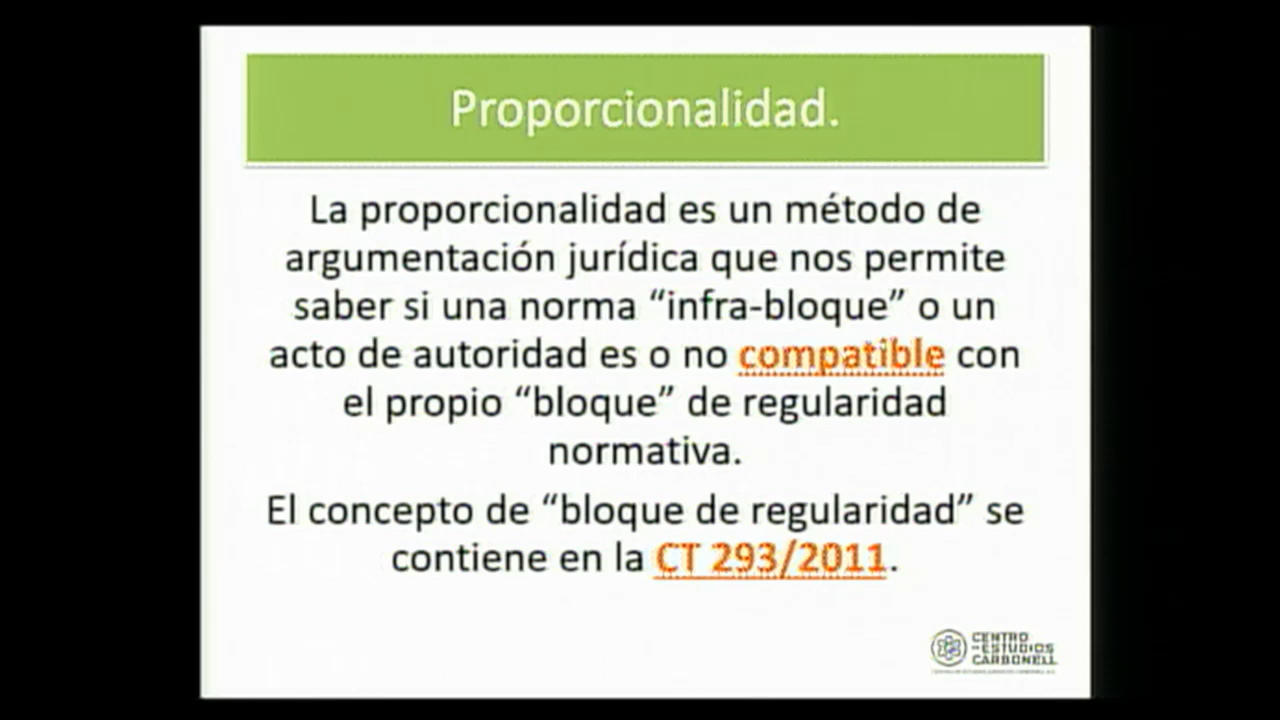 Proporcionalidad.
La proporcionalidad es un método de
argumentación jurídica que nos permite
saber si una norma “infra-bloque” o un
acto de autoridad es o no compatible con
el propio “bloque” de regularidad
normativa.
El concepto de “bloque de regularidad” se
contiene en la CT 293/2011.
CENTRO
DE ESTUDIOS
CARBONELL